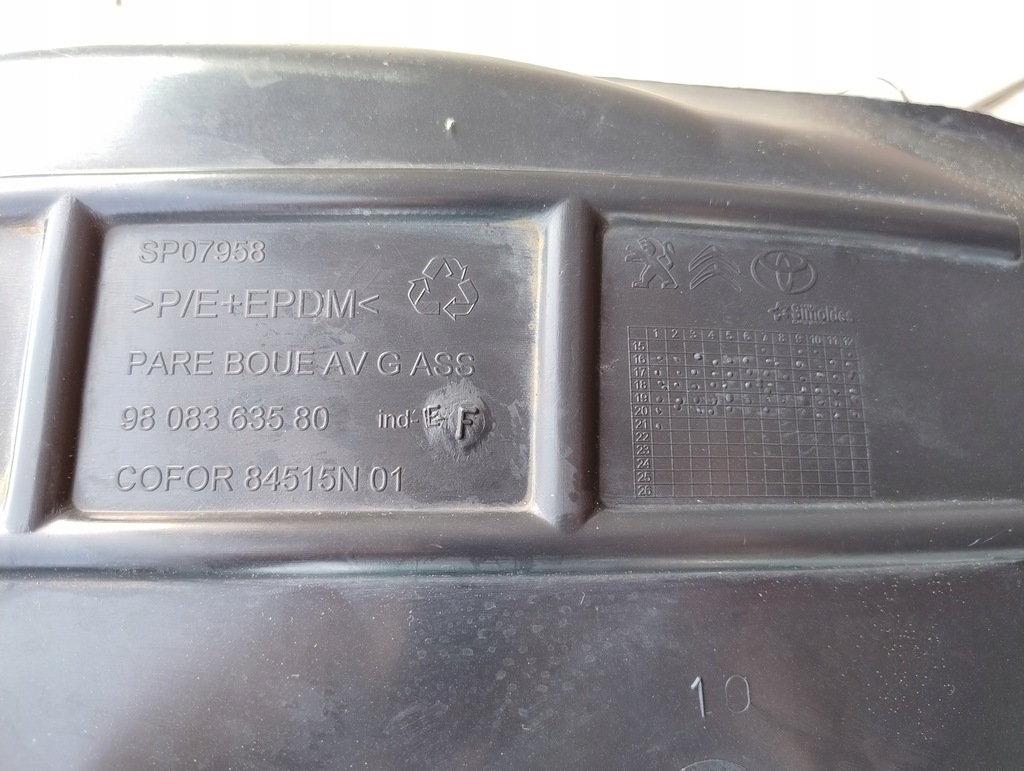 SP07958
>P/E+EPDM<
PARE BOUE AV G ASS
98 083 635 80 ind- E F
COFOR 84515N 01
Simoldes
1 2 3 4 5 6 7 8 9 10 11 12
15
16
17
18
19
20
21
22
23
24
25
26
10